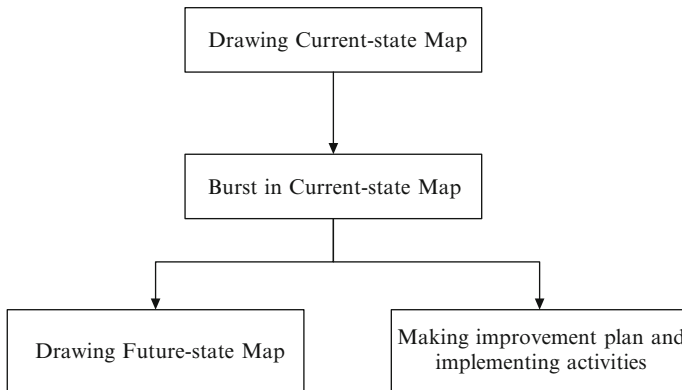 Drawing Current-state Map
Burst in Current-state Map
Drawing Future-state Map
Making improvement plan and
implementing activities